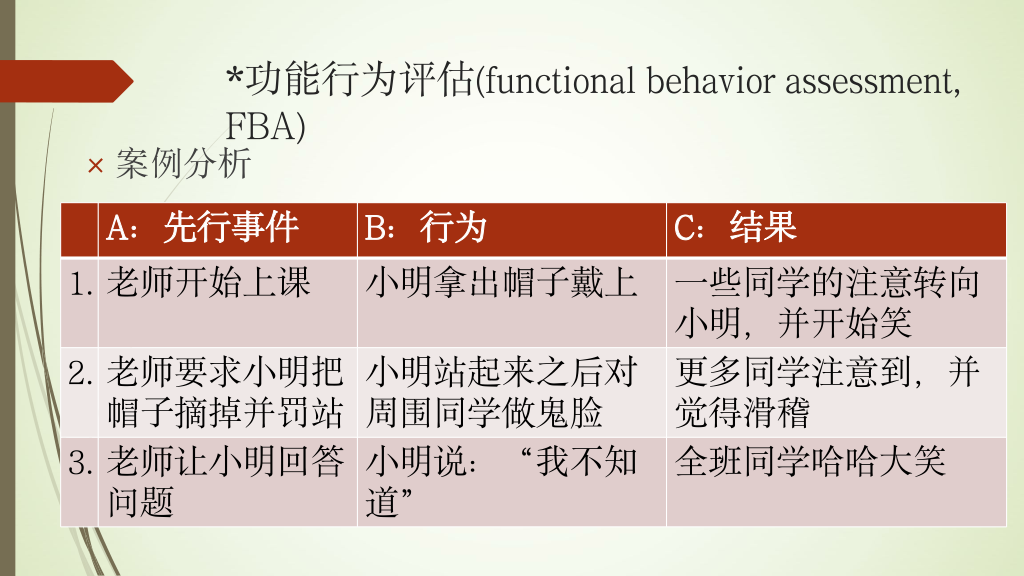 *功能行为评估(functional behavior assessment,
FBA)
× 案例分析
A：先行事件
B：行为
C：结果
1.
老师开始上课
小明拿出帽子戴上
一些同学的注意转向
小明，并开始笑
2.
老师要求小明把
帽子摘掉并罚站
小明站起来之后对
周围同学做鬼脸
更多同学注意到，并
觉得滑稽
3.
老师让小明回答
问题
小明说：“我不知
道”
全班同学哈哈大笑